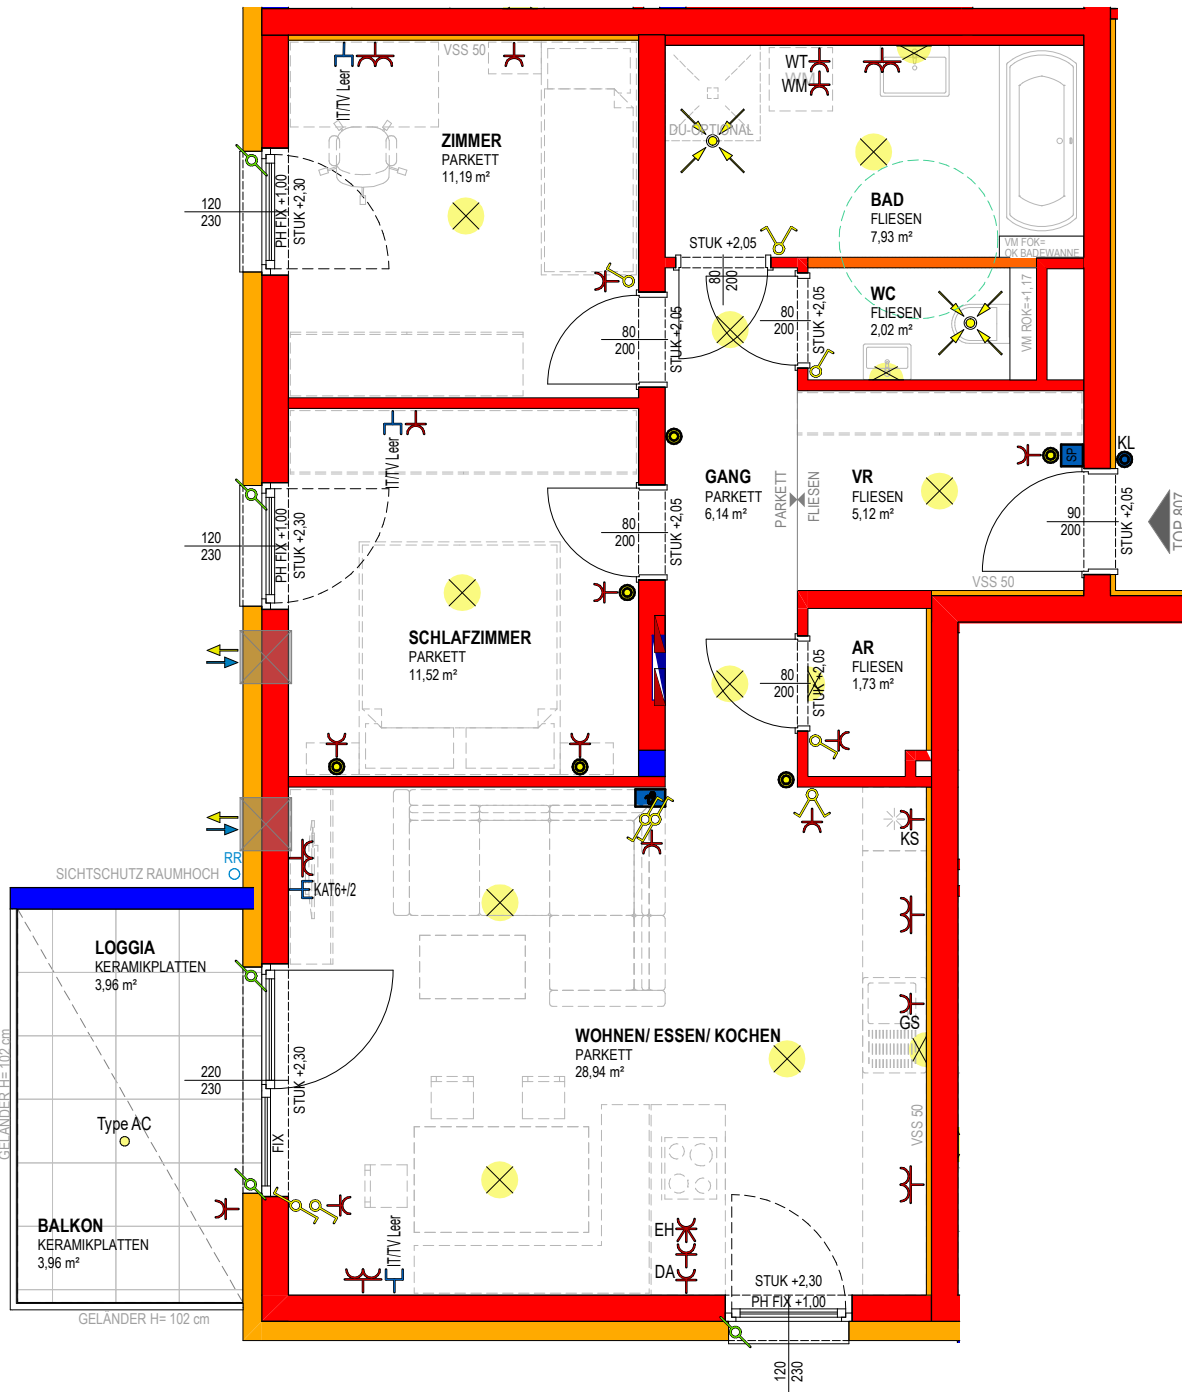 VSS 50
IT/TV Leer
ZIMMER
PARKETT
11,19 m²
120
230
PH FIX +1,00
STUK +2,30
80
200
STUK +2,05
WT
WM
WM
DU-OPTIONAL
BAD
FLIESEN
7,93 m²
VM FOK=
OK BADEWANNE
STUK +2,05
80
200
WC
FLIESEN
2,02 m²
VM ROK=+1,17
80
200
STUK +2,05
IT/TV Leer
GANG
PARKETT
6,14 m²
PARKETT
FLIESEN
VR
FLIESEN
5,12 m²
SP
KL
90
200
STUK +2,05
TOP 807
VSS 50
120
230
PH FIX +1,00
STUK +2,30
80
200
STUK +2,05
SCHLAFZIMMER
PARKETT
11,52 m²
AR
FLIESEN
1,73 m²
80
200
STUK +2,05
RR
SICHTSCHUTZ RAUMHOCH
KAT6+/2
KS
LOGGIA
KERAMIKPLATTEN
3,96 m²
GS
WOHNEN/ ESSEN/ KOCHEN
PARKETT
28,94 m²
220
230
STUK +2,30
FIX
GELÄNDER H= 102 cm
Type AC
VSS 50
BALKON
KERAMIKPLATTEN
3,96 m²
IT/TV Leer
EH
DA
STUK +2,30
PH FIX +1,00
GELÄNDER H= 102 cm
120
230